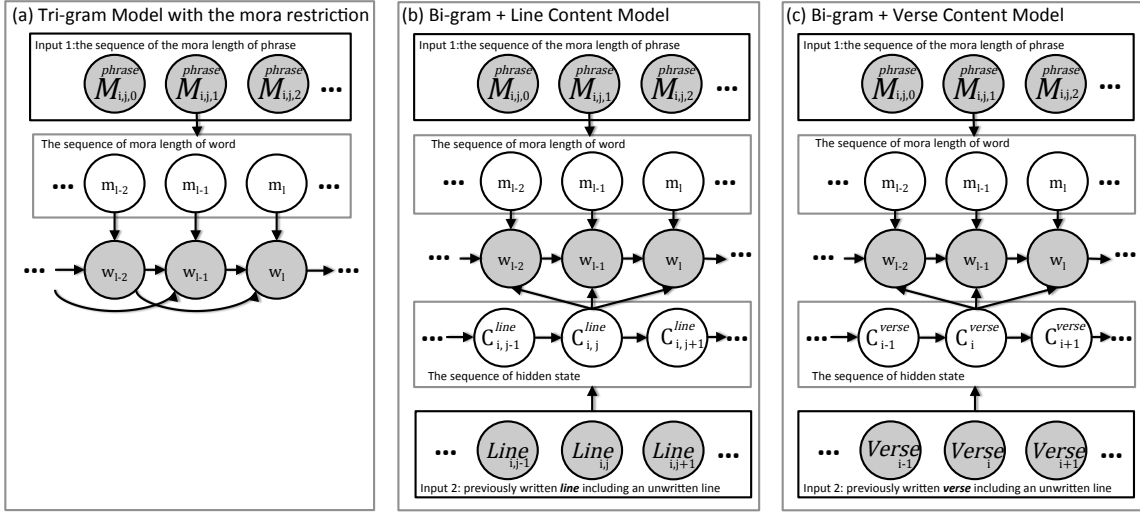 (a) Tri-gram Model with the mora restriction
Input 1:the sequence of the mora length of phrase
M phrase i,j,0 M phrase i,j,1 M phrase i,j,2 ...
The sequence of mora length of word
... m l-2 m l-1 m l ...
... w l-2 w l-1 w l ...
(b) Bi-gram + Line Content Model
Input 1:the sequence of the mora length of phrase
M phrase i,j,0 M phrase i,j,1 M phrase i,j,2 ...
The sequence of mora length of word
... m l-2 m l-1 m l ...
... w l-2 w l-1 w l ...
... C line i, j-1 C line i, j C line i, j+1 ...
The sequence of hidden state
... Line i,j-1 Line i,j Line i,j+1 ...
Input 2: previously written line including an unwritten line
(c) Bi-gram + Verse Content Model
Input 1:the sequence of the mora length of phrase
M phrase i,j,0 M phrase i,j,1 M phrase i,j,2 ...
The sequence of mora length of word
... m l-2 m l-1 m l ...
... w l-2 w l-1 w l ...
... C verse i-1 C verse i C verse i+1 ...
The sequence of hidden state
... Verse i-1 Verse i Verse i+1 ...
Input 2: previously written verse including an unwritten line